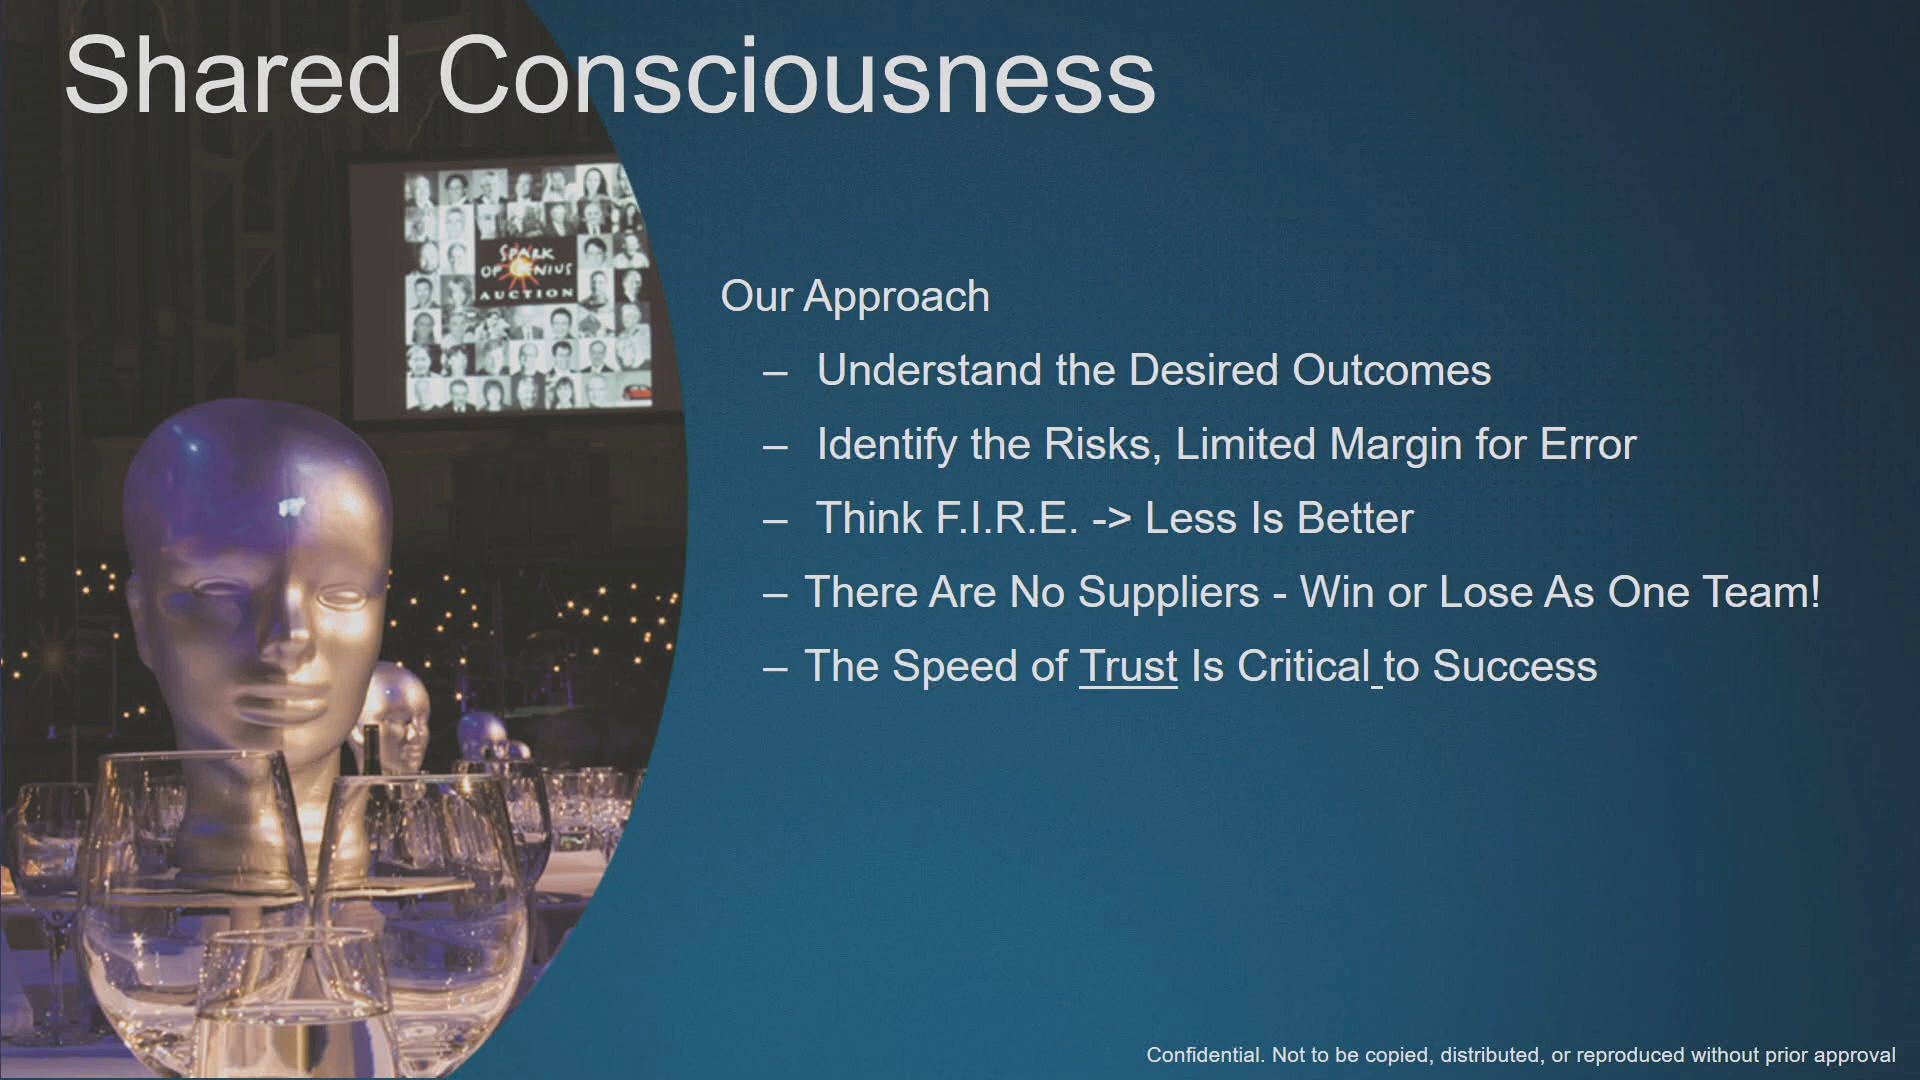 Shared Consciousness
SPARK
OF GENIUS
AUCTION
Our Approach
– Understand the Desired Outcomes
– Identify the Risks, Limited Margin for Error
– Think F.I.R.E. -> Less Is Better
– There Are No Suppliers - Win or Lose As One Team!
– The Speed of Trust Is Critical to Success
Confidential. Not to be copied, distributed, or reproduced without prior approval